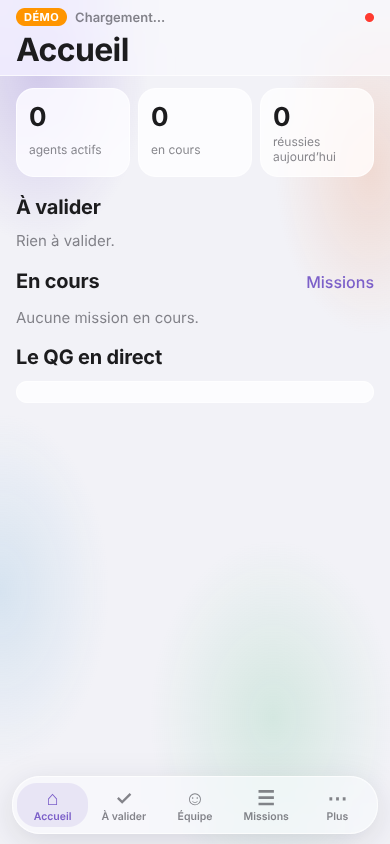 DÉMO Chargement…
Accueil
0 0 0
agents actifs en cours réussies
aujourd’hui
À valider
Rien à valider.
En cours Missions
Aucune mission en cours.
Le QG en direct
Accueil À valider Équipe Missions Plus